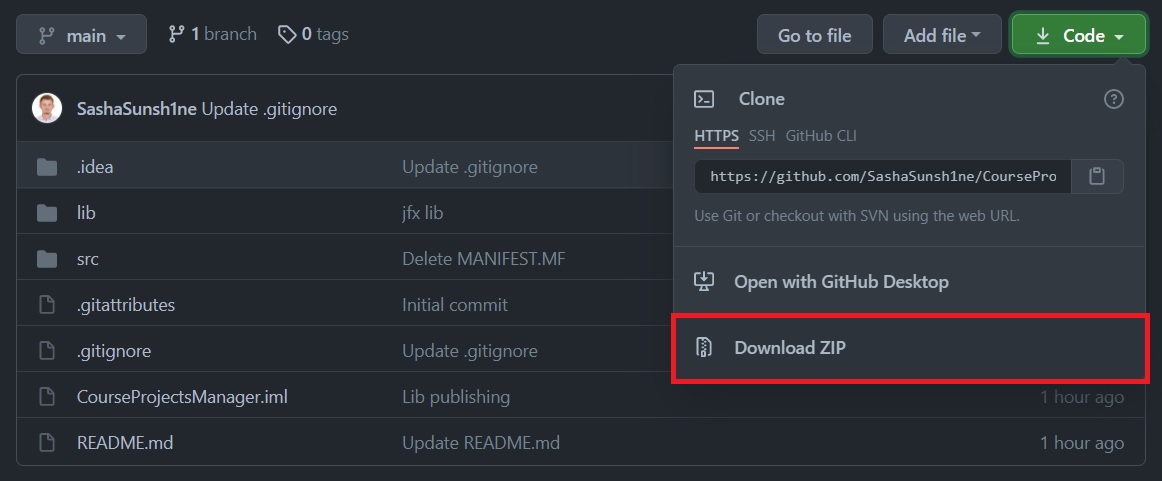 main 1 branch 0 tags Go to file Add file Code
SashaSunsh1ne Update .gitignore
.idea Update .gitignore
lib jfx lib
src Delete MANIFEST.MF
.gitattributes Initial commit
.gitignore Update .gitignore
CourseProjectsManager.iml Lib publishing 1 hour ago
README.md Update README.md 1 hour ago
Clone
HTTPS SSH GitHub CLI
https://github.com/SashaSunsh1ne/CoursePro
Use Git or checkout with SVN using the web URL.
Open with GitHub Desktop
Download ZIP